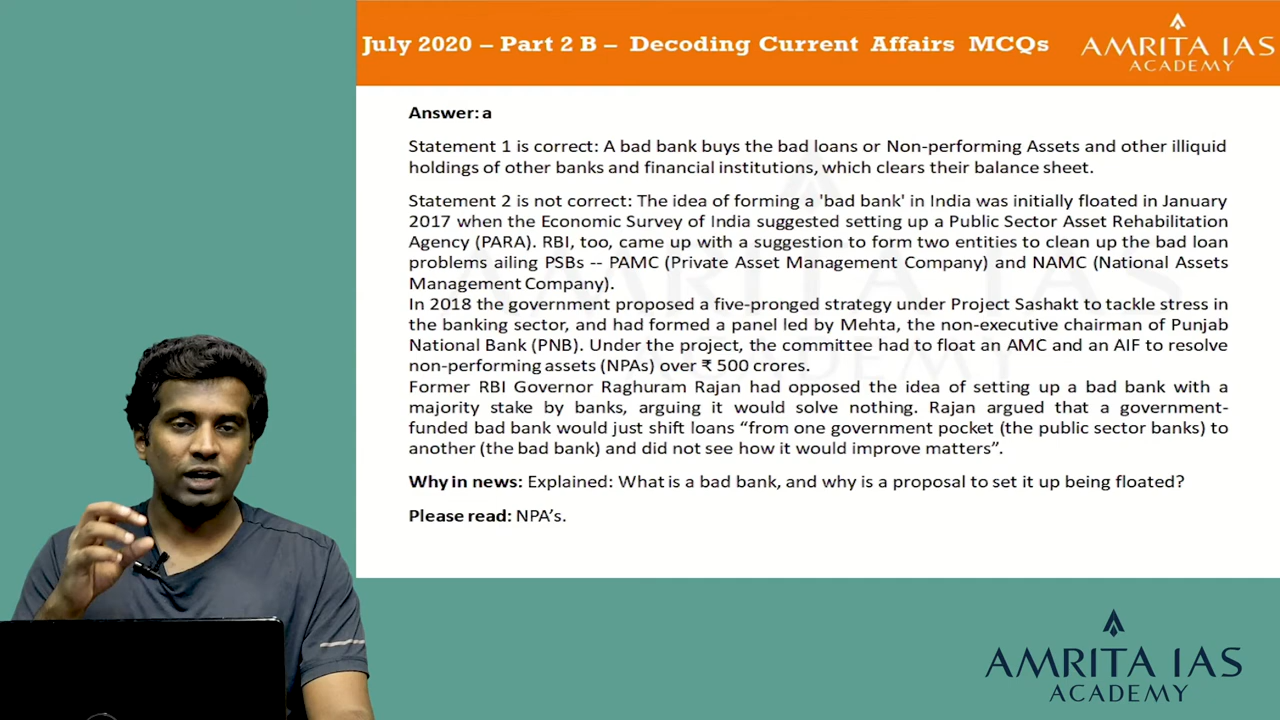 July 2020 – Part 2 B – Decoding Current Affairs MCQs
AMRITA IAS
ACADEMY
Answer: a
Statement 1 is correct: A bad bank buys the bad loans or Non-performing Assets and other illiquid
holdings of other banks and financial institutions, which clears their balance sheet.
Statement 2 is not correct: The idea of forming a 'bad bank' in India was initially floated in January
2017 when the Economic Survey of India suggested setting up a Public Sector Asset Rehabilitation
Agency (PARA). RBI, too, came up with a suggestion to form two entities to clean up the bad loan
problems ailing PSBs -- PAMC (Private Asset Management Company) and NAMC (National Assets
Management Company).
In 2018 the government proposed a five-pronged strategy under Project Sashakt to tackle stress in
the banking sector, and had formed a panel led by Mehta, the non-executive chairman of Punjab
National Bank (PNB). Under the project, the committee had to float an AMC and an AIF to resolve
non-performing assets (NPAs) over ₹ 500 crores.
Former RBI Governor Raghuram Rajan had opposed the idea of setting up a bad bank with a
majority stake by banks, arguing it would solve nothing. Rajan argued that a government-
funded bad bank would just shift loans “from one government pocket (the public sector banks) to
another (the bad bank) and did not see how it would improve matters”.
Why in news: Explained: What is a bad bank, and why is a proposal to set it up being floated?
Please read: NPA’s.
AMRITA IAS
ACADEMY